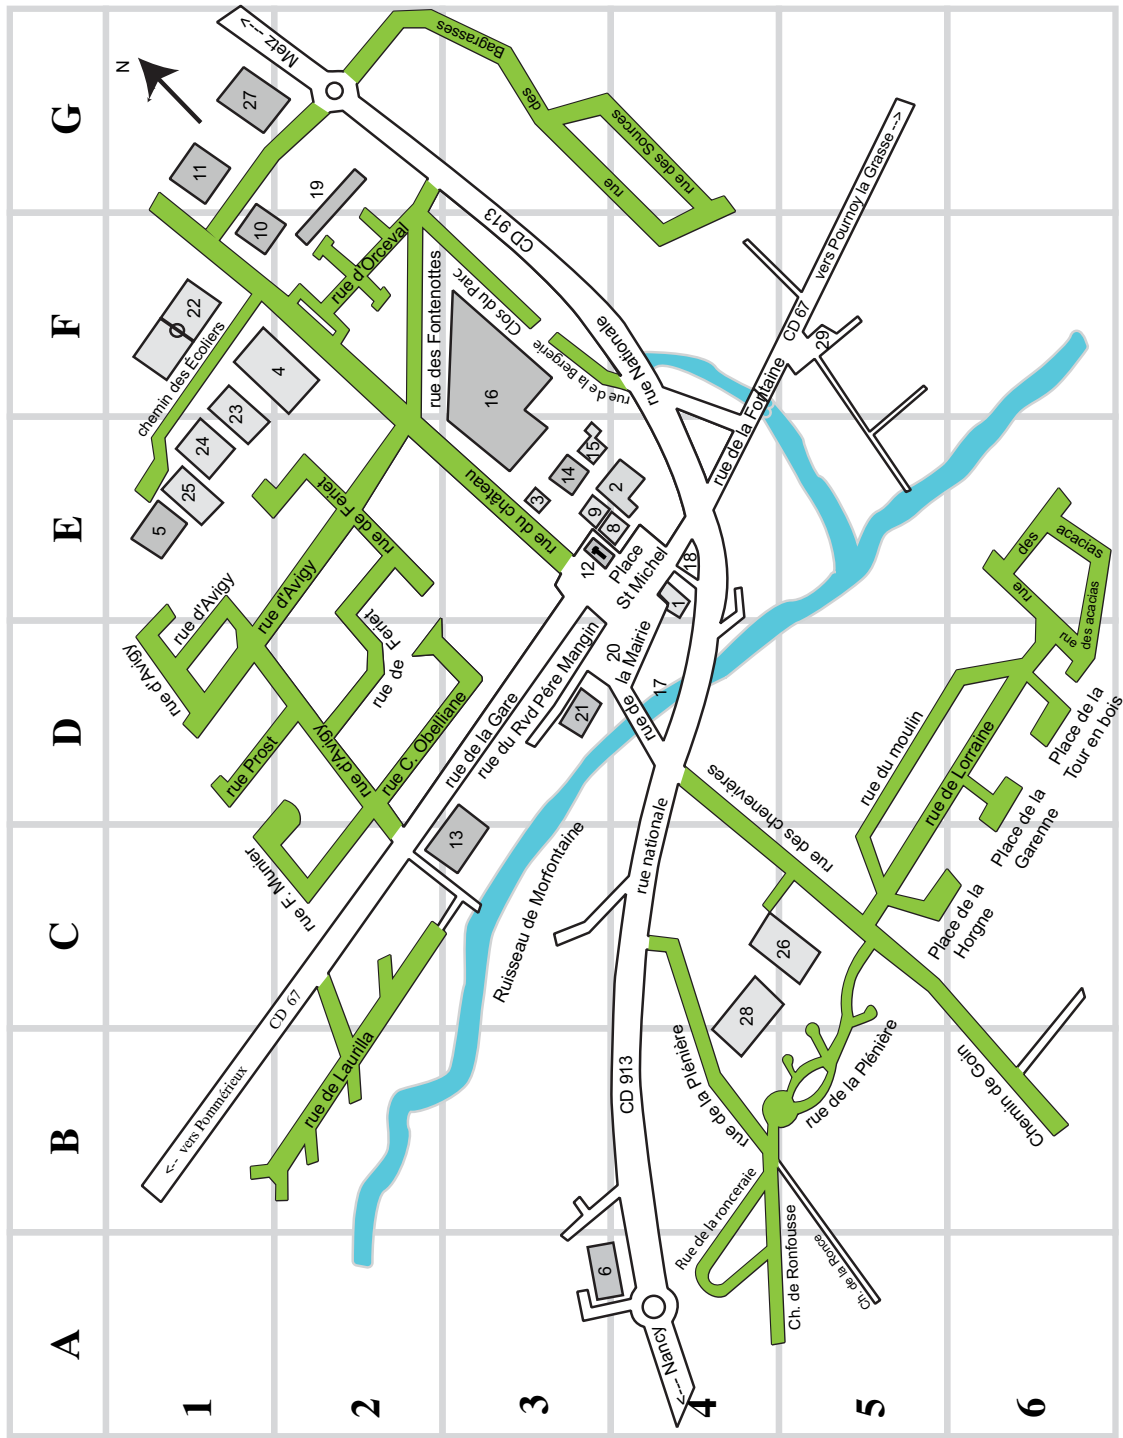 A
B
C
D
E
F
G
1
2
3
4
5
6
N
<---- Nancy
Metz --->
<-- vers Pommérieux
vers Pournoy la Grasse -->
CD 67
CD 67
CD 913
CD 913
rue Nationale
rue nationale
rue de la Fontaine
rue de la Gare
rue du Rvd Pére Mangin
rue de
la Mairie
Place
St Michel
rue du château
rue des Fontenottes
Clos du Parc
rue de la Bergerie
rue
rue d'Orceval
chemin des Écoliers
rue
des
Bagrasses
rue des Sources
rue d'Avigy
rue d'Avigy
rue d'Avigy
rue d'Avigy
rue de Feriet
rue de
Feriet
rue Prost
rue C. Obelliane
rue F. Munier
rue de Laurilla
Ruisseau de Morfontaine
rue des chenevières
rue du moulin
rue de Lorraine
rue
des
acacias
rue
des acacias
Place de la
Tour en bois
Place de la
Garenne
Place de la
Horgne
rue de la Plénière
rue de la Plénière
Chemin de Goin
Rue de la ronceraie
Ch. de Ronfousse
Ch. de la Ronce
1
2
3
4
5
6
8
9
10
11
12
13
14
15
16
17
18
19
20
21
22
23
24
25
26
27
28
29